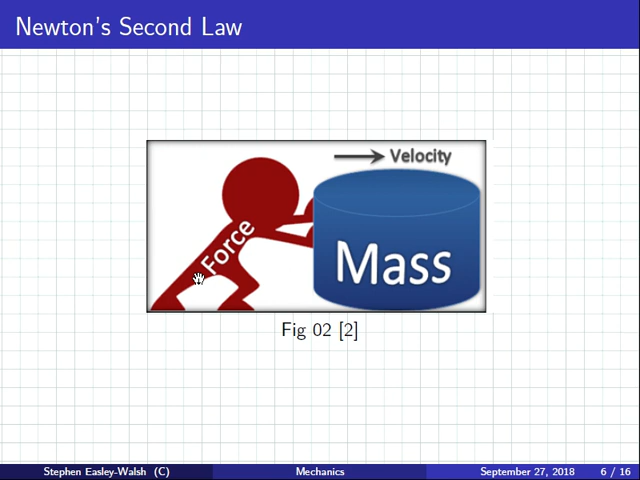 Newton's Second Law
Velocity
Force
Mass
Fig 02 [2]
Stephen Easley-Walsh (C) Mechanics September 27, 2018 6 / 16